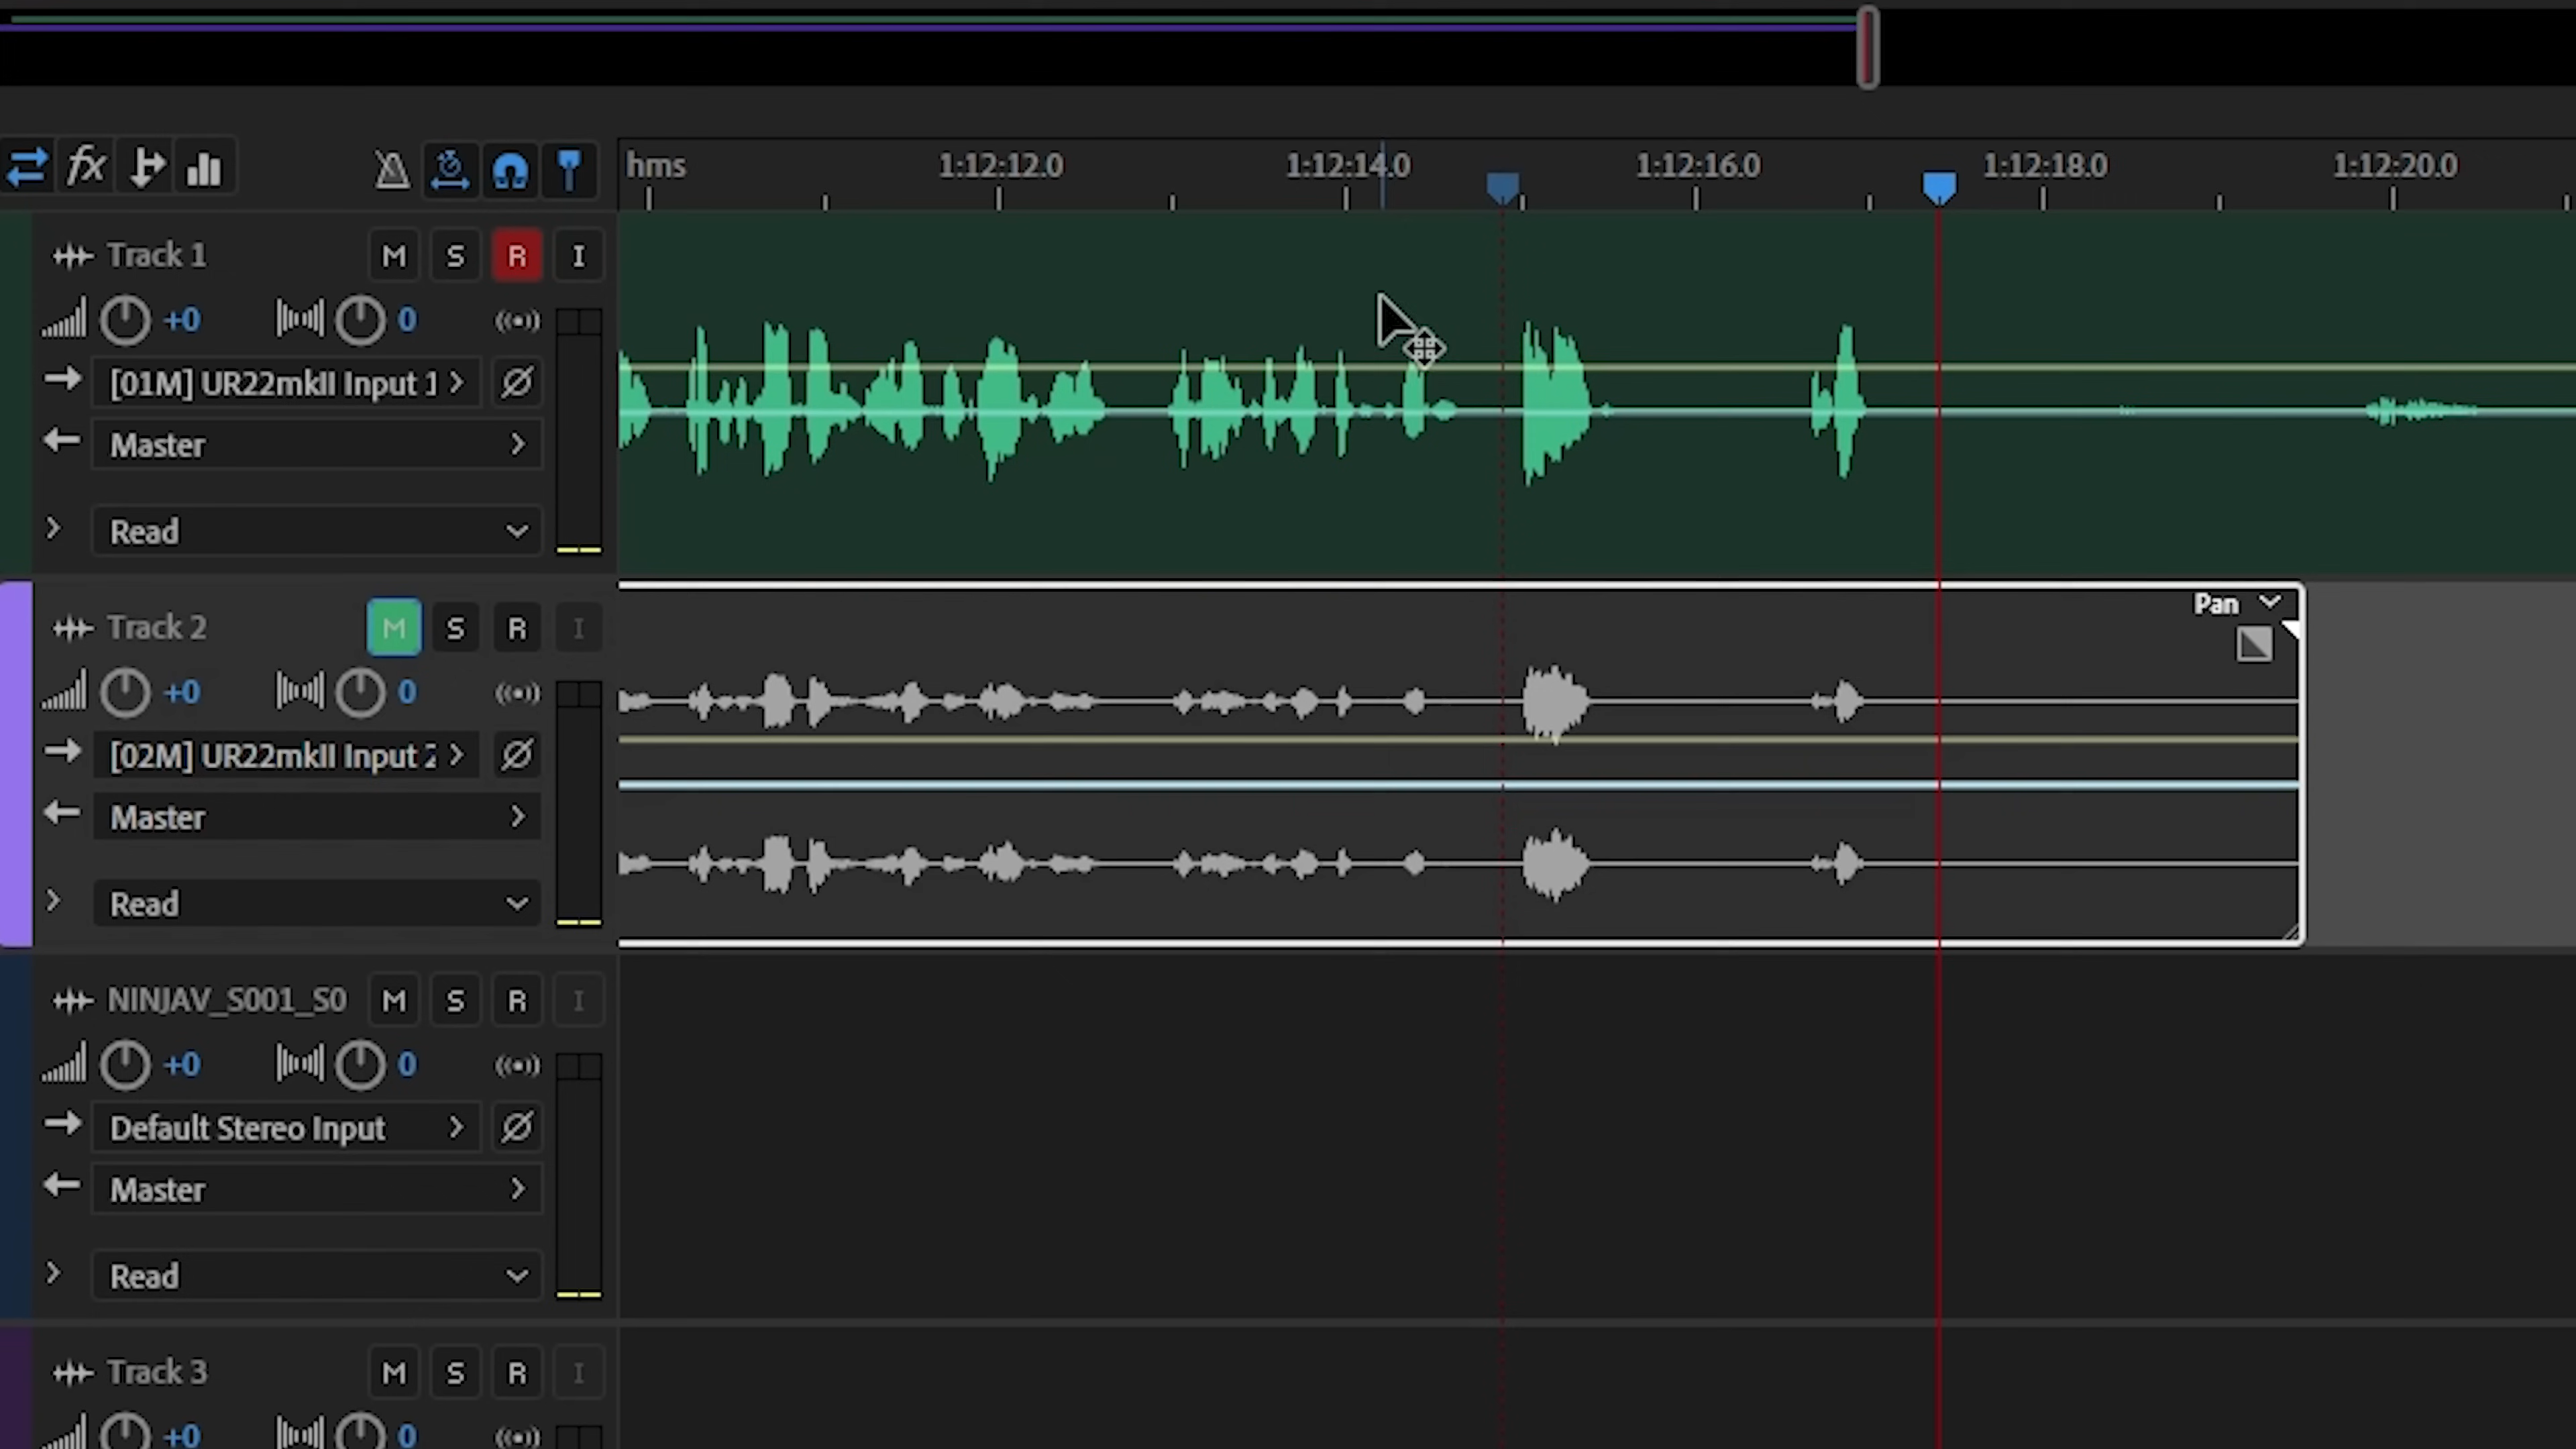 fx
hms 1:12:12.0 1:12:14.0 1:12:16.0 1:12:18.0 1:12:20.0
Track 1 M S R I
+0 0
[01M] UR22mkII Input 1
Master
Read
Track 2 M S R I
Pan
+0 0
[02M] UR22mkII Input 2
Master
Read
NINJAV_S001_S0 M S R I
+0 0
Default Stereo Input
Master
Read
Track 3 M S R I
+0 0